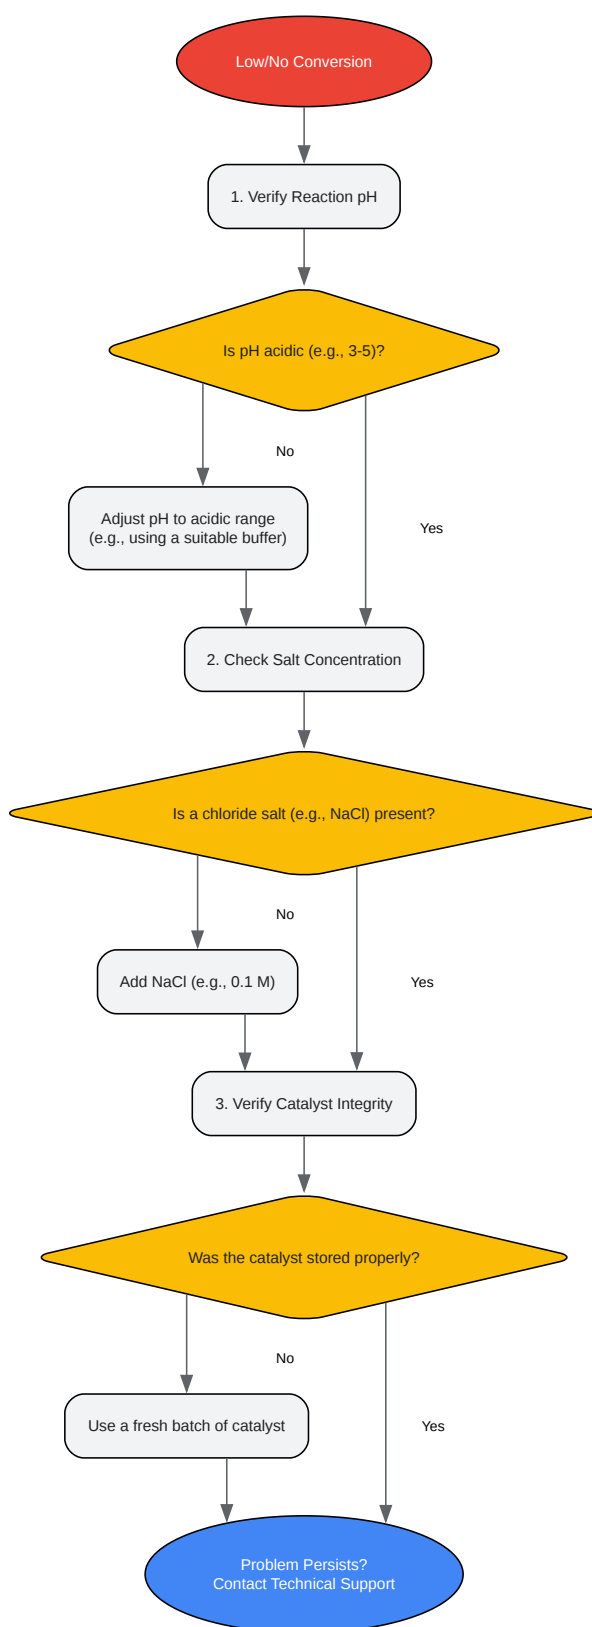 Low/No Conversion
1. Verify Reaction pH
Is pH acidic (e.g., 3-5)?
No
Adjust pH to acidic range
(e.g., using a suitable buffer)
Yes
2. Check Salt Concentration
Is a chloride salt (e.g., NaCl) present?
No
Add NaCl (e.g., 0.1 M)
Yes
3. Verify Catalyst Integrity
Was the catalyst stored properly?
No
Use a fresh batch of catalyst
Yes
Problem Persists?
Contact Technical Support